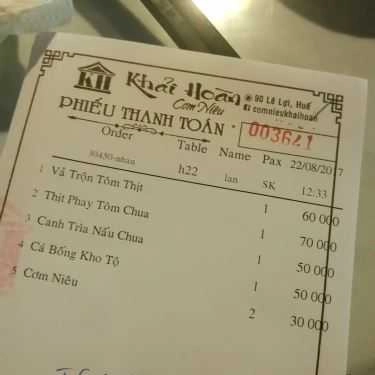 KH Khải Hoàn
Cơm Niêu
90 Lê Lợi, Huế
comnieukhaihoan
PHIẾU THANH TOÁN
003621
Order Table Name Pax 22/08/2017
30450-nhau h22 lan SK 12:33
1 Vả Trộn Tôm Thịt 1 60 000
2 Thịt Phay Tôm Chua 1 70 000
3 Canh Trìa Nấu Chua 1 50 000
4 Cá Bống Kho Tộ 1 50 000
5 Cơm Niêu 2 30 000